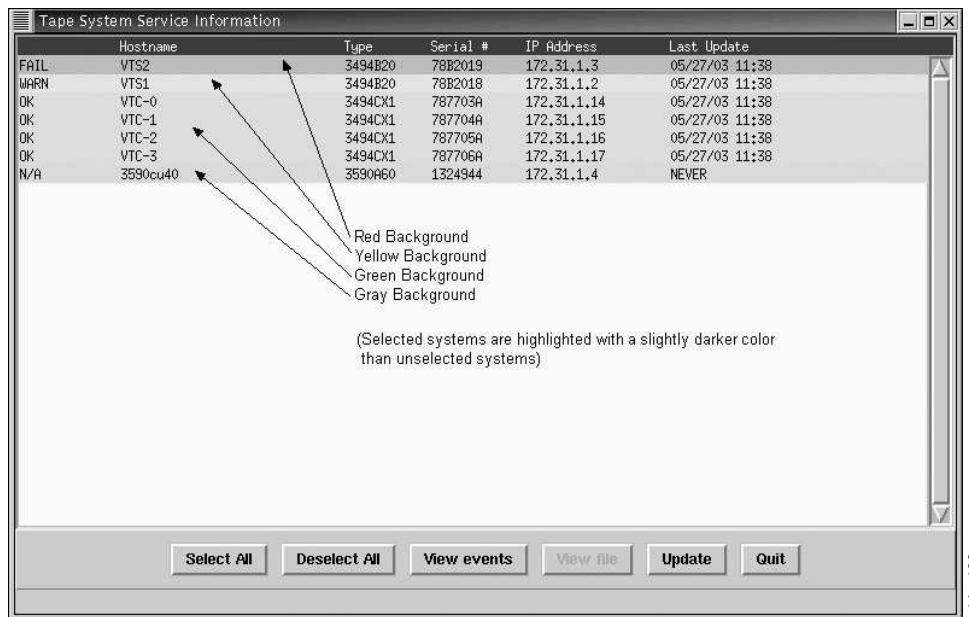 Tape System Service Information
Hostname Type Serial # IP Address Last Update
FAIL VTS2 3494B20 78B2019 172.31.1.3 05/27/03 11:38
WARN VTS1 3494B20 78B2018 172.31.1.2 05/27/03 11:38
OK VTC-0 3494CX1 787703A 172.31.1.14 05/27/03 11:38
OK VTC-1 3494CX1 787704A 172.31.1.15 05/27/03 11:38
OK VTC-2 3494CX1 787705A 172.31.1.16 05/27/03 11:38
OK VTC-3 3494CX1 787706A 172.31.1.17 05/27/03 11:38
N/A 3590cu40 3590A60 1324944 172.31.1.4 NEVER
Red Background
Yellow Background
Green Background
Gray Background
(Selected systems are highlighted with a slightly darker color
than unselected systems)
Select All Deselect All View events View file Update Quit